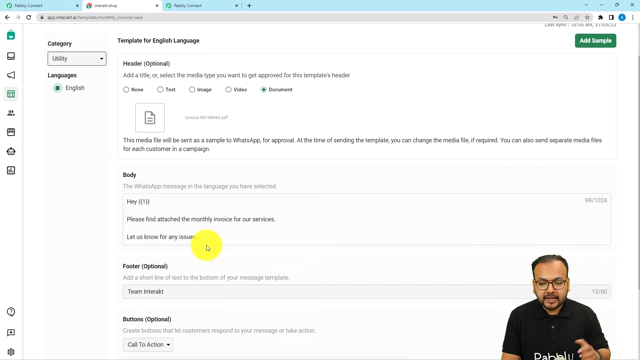 Pabbly Connect
interakt.shop
Pabbly Connect
app.interakt.ai/template/monthly_invoice/view
Category
Utility
Languages
English
Template for English Language
Add Sample
Header (Optional)
Add a title, or, select the media type you want to get approved for this template's header
None
Text
Image
Video
Document
This media file will be sent as a sample to WhatsApp, for approval. At the time of sending the template, you can change the media file, if required. You can also send separate media files
for each customer in a campaign.
Body
The WhatsApp message in the language you have selected
Hey {{1}}
99/1024
Please find attached the monthly invoice for our services.
Let us know for any issues
Footer (Optional)
Add a short line of text to the bottom of your message template.
Team Interakt
13/60
Buttons (Optional)
Create buttons that let customers respond to your message or take action.
Call To Action
Pabbly